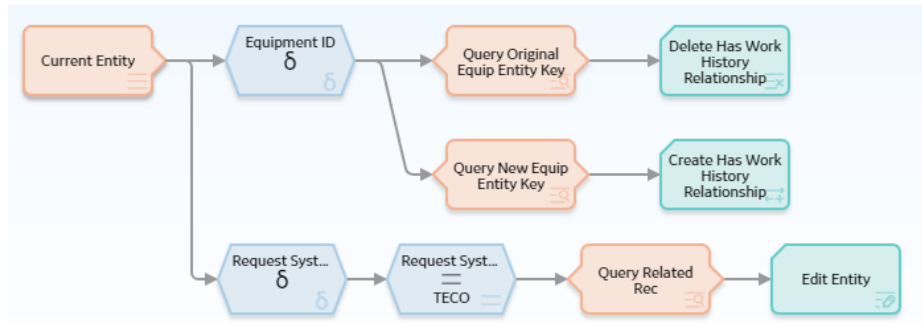 Current Entity
Equipment ID
δ
δ
Query Original
Equip Entity Key
Delete Has Work
History
Relationship
Query New Equip
Entity Key
Create Has Work
History
Relationship
Request Syst...
δ
δ
Request Syst...
=
TECO
=
Query Related
Rec
Edit Entity